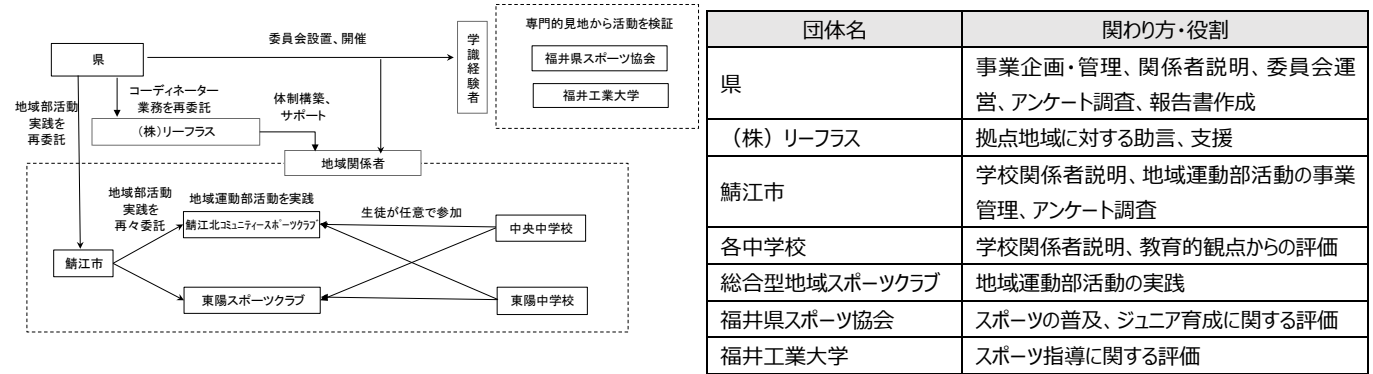 専門的見地から活動を検証
委員会設置、開催
学
識
経
験
者
県
福井県スポーツ協会
福井工業大学
コーディネーター
業務を再委託
地域部活動
実践を
再委託
体制構築、
サポート
（株）リーフラス
地域関係者
地域部活動
実践を
再々委託
地域運動部活動を実践
生徒が任意で参加
鯖江北コミュニティースポーツクラブ
中央中学校
鯖江市
東陽スポーツクラブ
東陽中学校
団体名 関わり方・役割
県 事業企画・管理、関係者説明、委員会運
営、アンケート調査、報告書作成
（株）リーフラス 拠点地域に対する助言、支援
鯖江市 学校関係者説明、地域運動部活動の事業
管理、アンケート調査
各中学校 学校関係者説明、教育的観点からの評価
総合型地域スポーツクラブ 地域運動部活動の実践
福井県スポーツ協会 スポーツの普及、ジュニア育成に関する評価
福井工業大学 スポーツ指導に関する評価